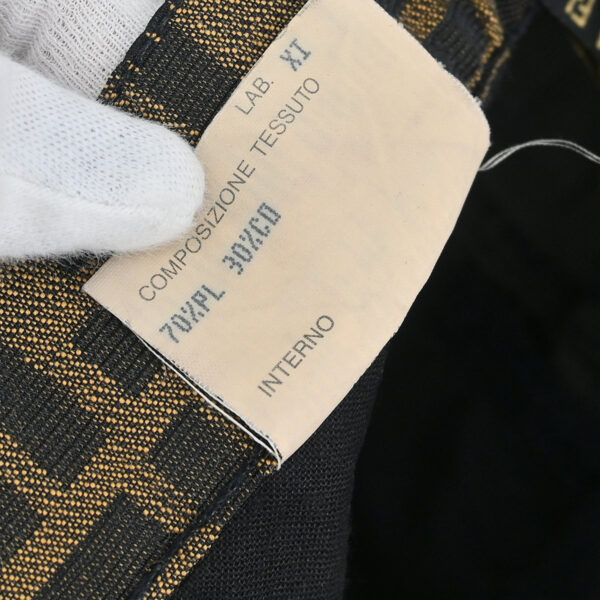 LAB. XI
COMPOSIZIONE TESSUTO
70%PL 30%CO
INTERNO